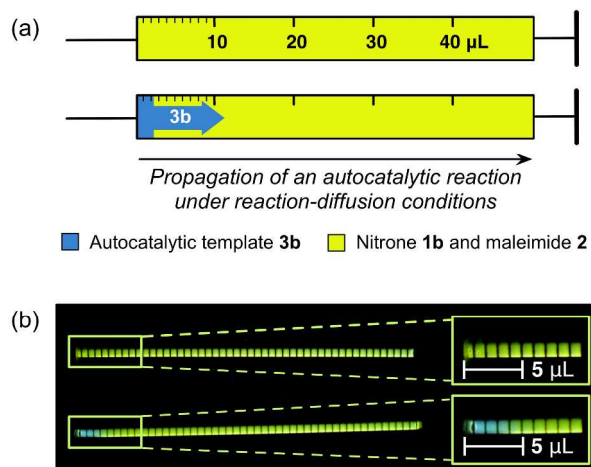 (a)
10 20 30 40 µL
3b
Propagation of an autocatalytic reaction
under reaction-diffusion conditions
Autocatalytic template 3b Nitrone 1b and maleimide 2
(b)
5 µL
5 µL